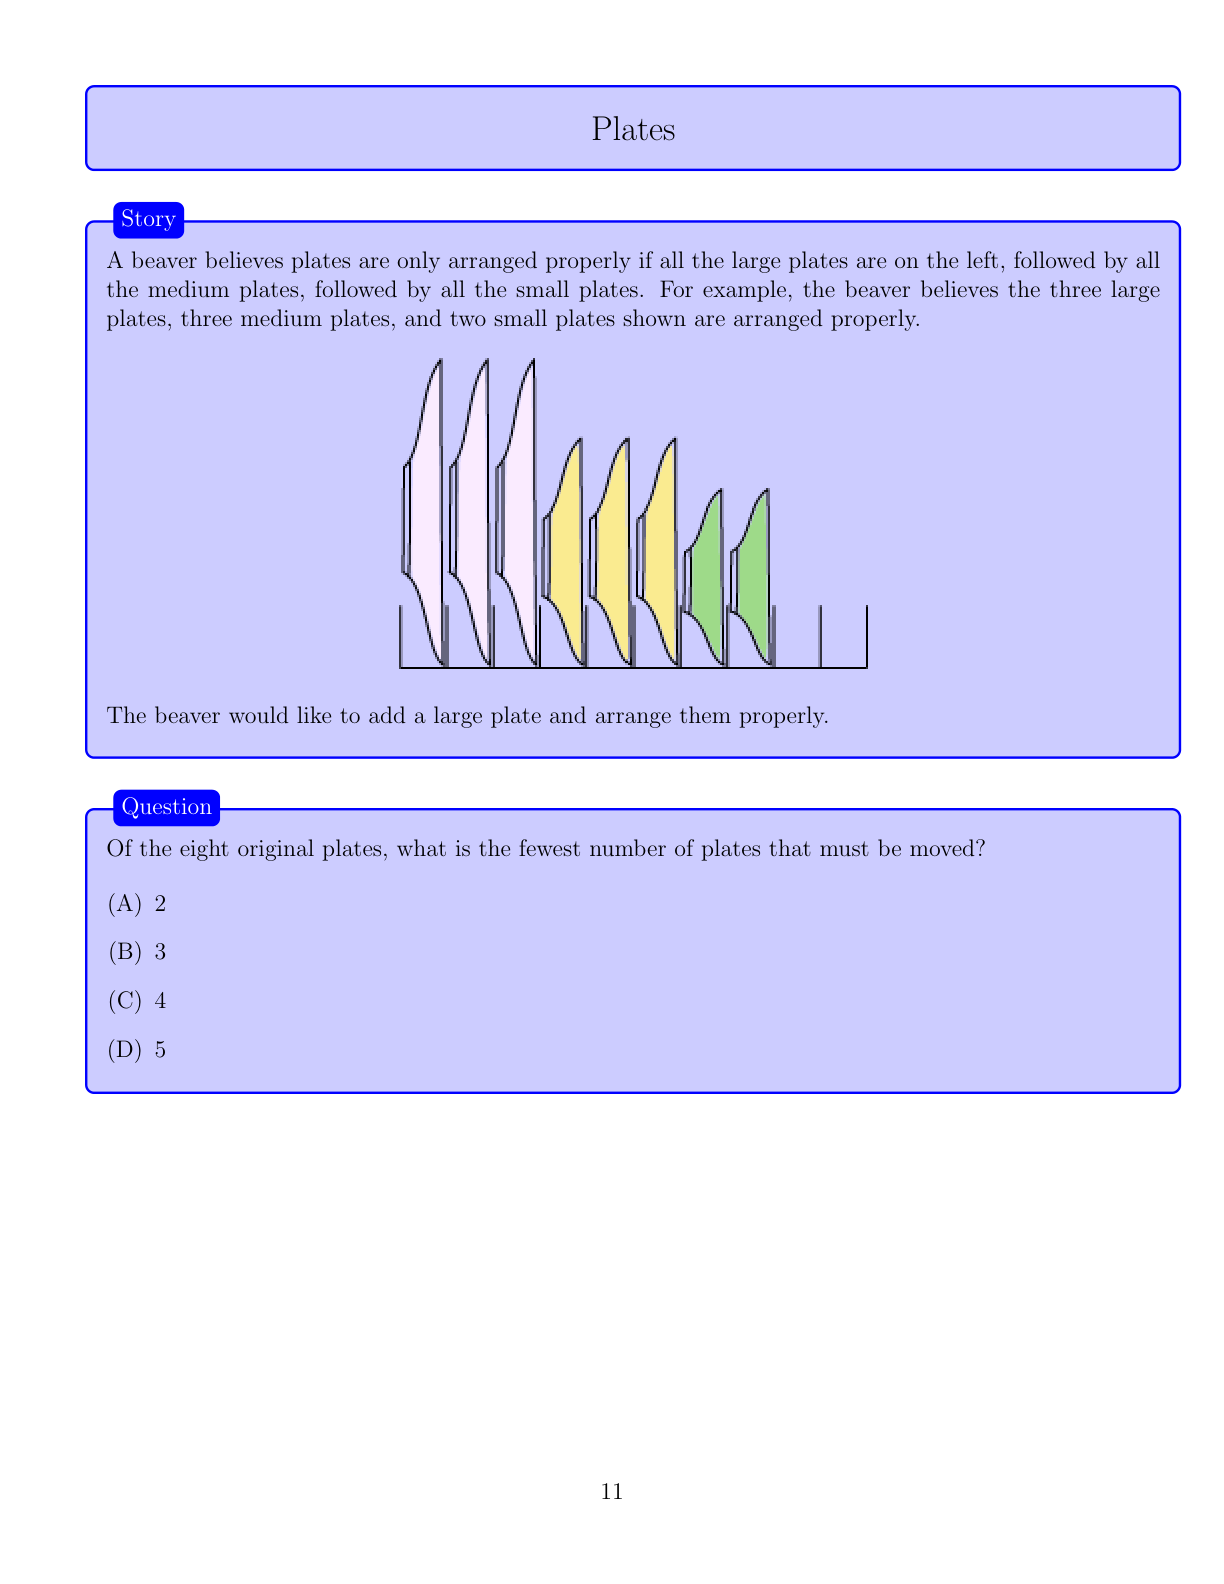 Plates
Story
A beaver believes plates are only arranged properly if all the large plates are on the left, followed by all
the medium plates, followed by all the small plates. For example, the beaver believes the three large
plates, three medium plates, and two small plates shown are arranged properly.
The beaver would like to add a large plate and arrange them properly.
Question
Of the eight original plates, what is the fewest number of plates that must be moved?
(A) 2
(B) 3
(C) 4
(D) 5
11